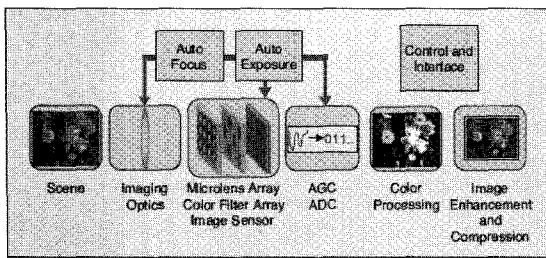 Auto
Focus
Auto
Exposure
Control and
Interface
011..
Scene
Imaging
Optics
Microlens Array
Color Filter Array
Image Sensor
AGC
ADC
Color
Processing
Image
Enhancement
and
Compression